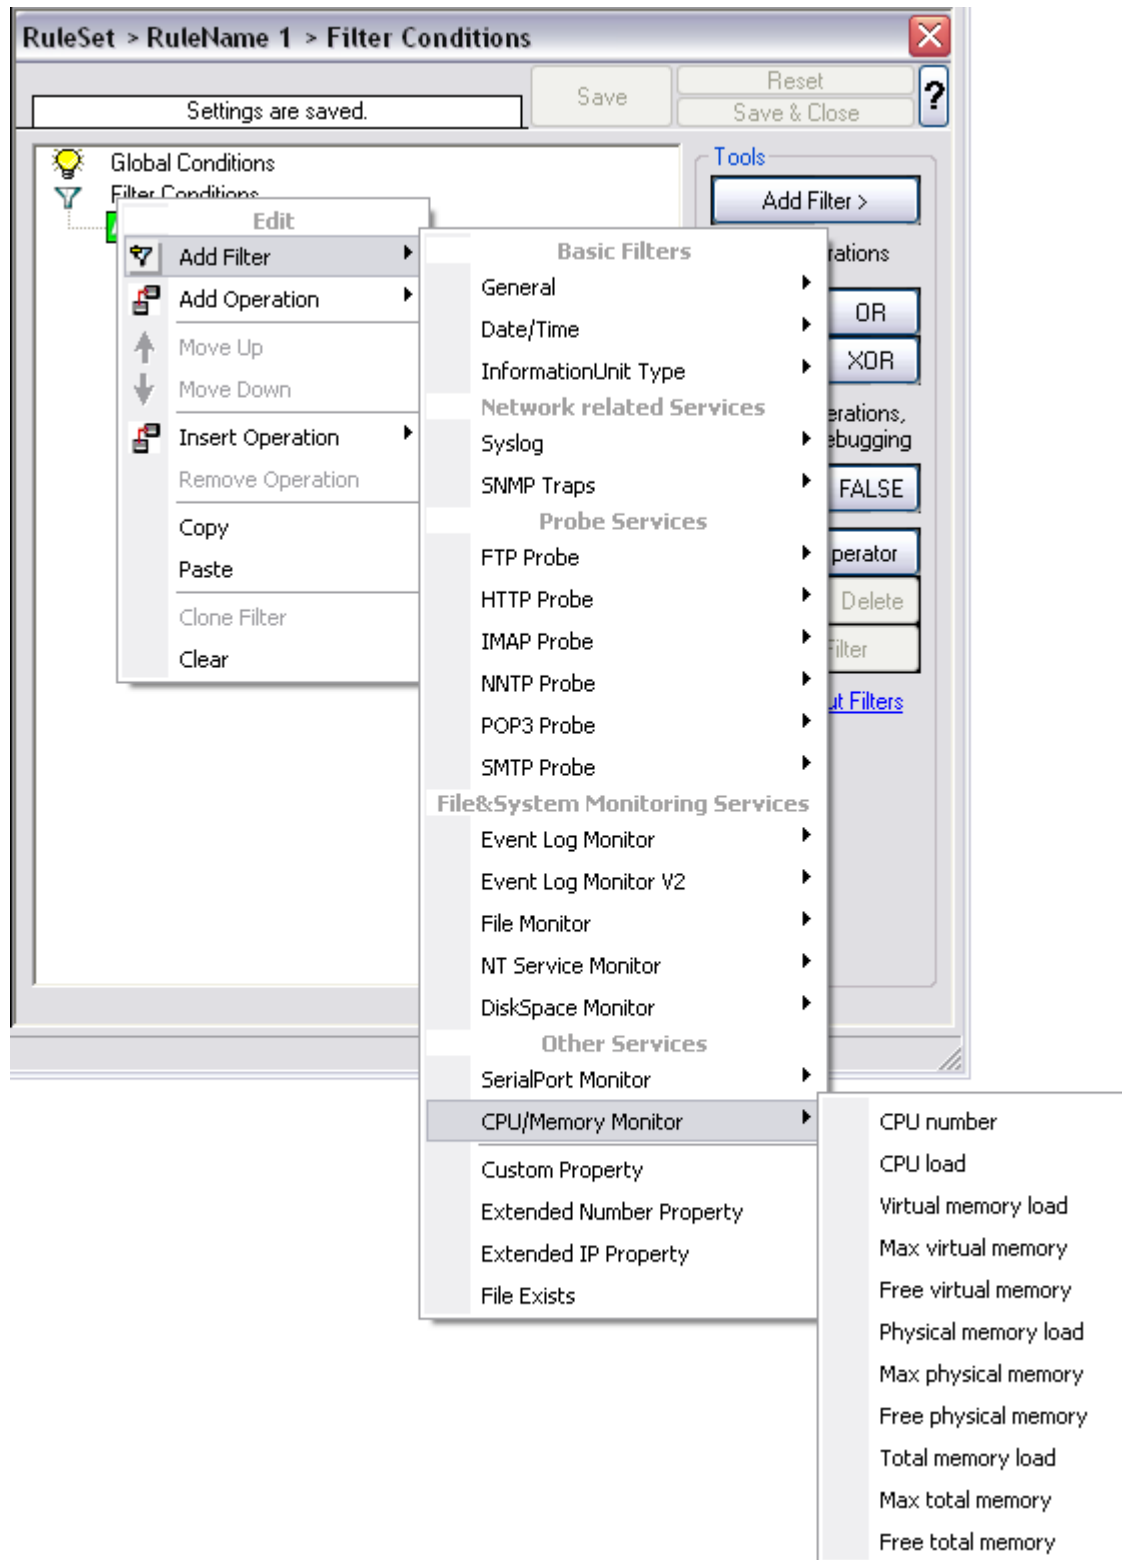 RuleSet > RuleName 1 > Filter Conditions
Settings are saved.
Save
Reset
Save & Close
?
Global Conditions
Filter Conditions
Tools
Add Filter >
OR
XOR
FALSE
Delete
Edit
Add Filter
Add Operation
Move Up
Move Down
Insert Operation
Remove Operation
Copy
Paste
Clone Filter
Clear
Basic Filters
General
Date/Time
InformationUnit Type
Network related Services
Syslog
SNMP Traps
Probe Services
FTP Probe
HTTP Probe
IMAP Probe
NNTP Probe
POP3 Probe
SMTP Probe
File&System Monitoring Services
Event Log Monitor
Event Log Monitor V2
File Monitor
NT Service Monitor
DiskSpace Monitor
Other Services
SerialPort Monitor
CPU/Memory Monitor
Custom Property
Extended Number Property
Extended IP Property
File Exists
CPU number
CPU load
Virtual memory load
Max virtual memory
Free virtual memory
Physical memory load
Max physical memory
Free physical memory
Total memory load
Max total memory
Free total memory
Filters